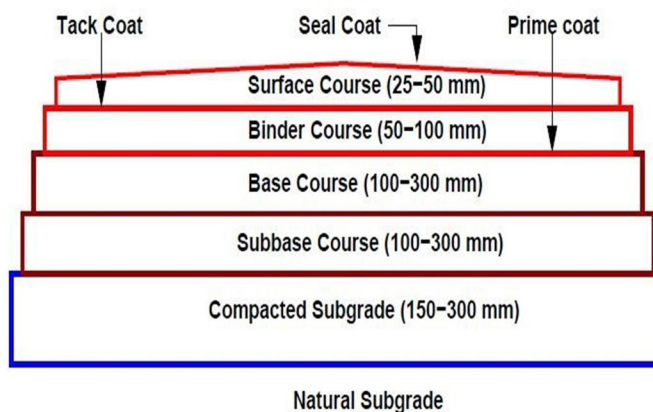 Tack Coat
Seal Coat
Prime coat
Surface Course (25-50 mm)
Binder Course (50-100 mm)
Base Course (100-300 mm)
Subbase Course (100-300 mm)
Compacted Subgrade (150-300 mm)
Natural Subgrade